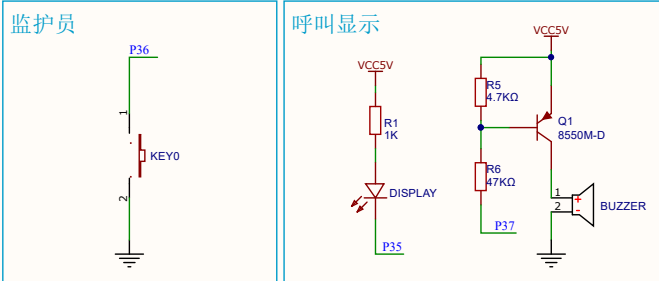 监护员
P36
1
KEY0
2
呼叫显示
VCC5V
R1
1K
DISPLAY
P35
VCC5V
R5
4.7KΩ
Q1
8550M-D
R6
47KΩ
P37
1
+
2
-
BUZZER